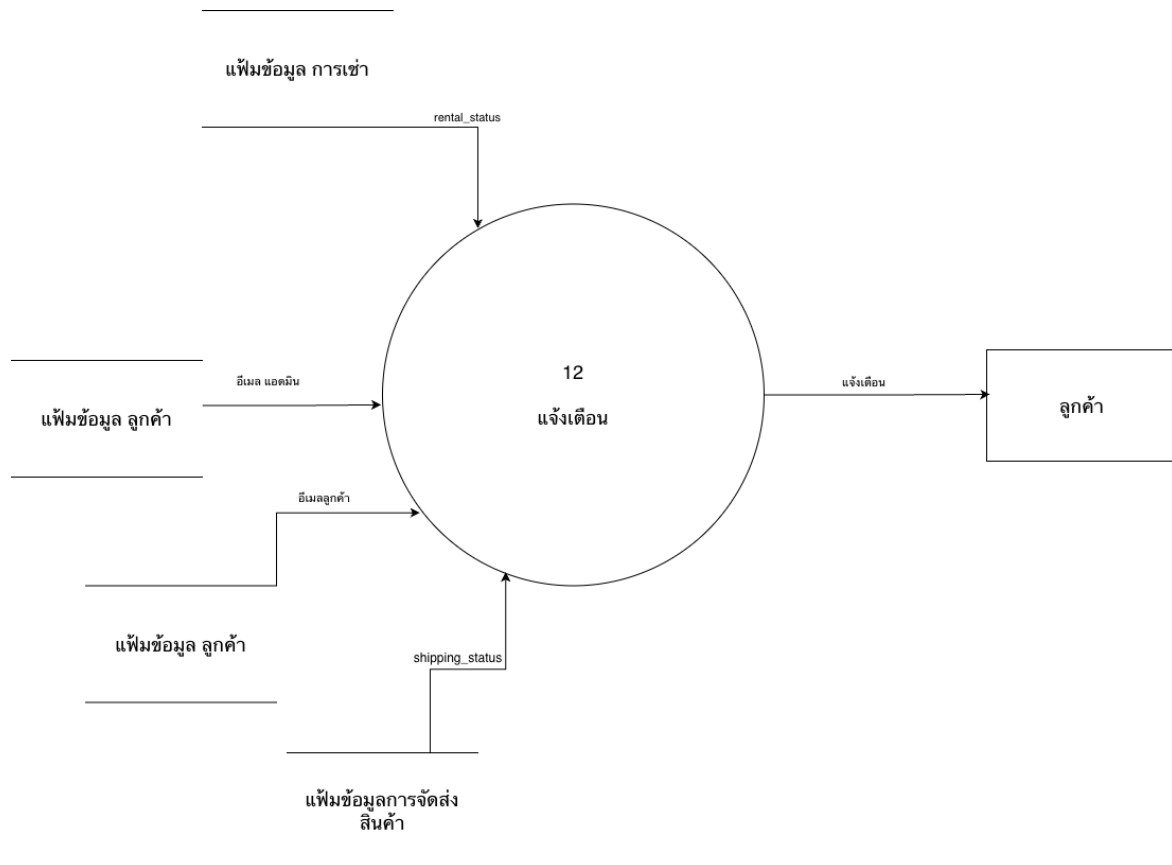 แฟ้มข้อมูล การเช่า
rental_status
12
แจ้งเตือน
อีเมล แอดมิน
แฟ้มข้อมูล ลูกค้า
แจ้งเตือน
ลูกค้า
อีเมลลูกค้า
แฟ้มข้อมูล ลูกค้า
shipping_status
แฟ้มข้อมูลการจัดส่ง
สินค้า